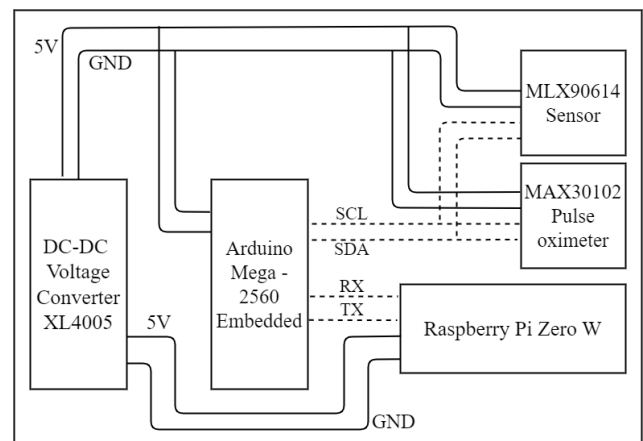 5V
GND
MLX90614
Sensor
MAX30102
Pulse
oximeter
SCL
SDA
DC-DC
Voltage
Converter
XL4005
Arduino
Mega -
2560
Embedded
RX
TX
5V
Raspberry Pi Zero W
GND